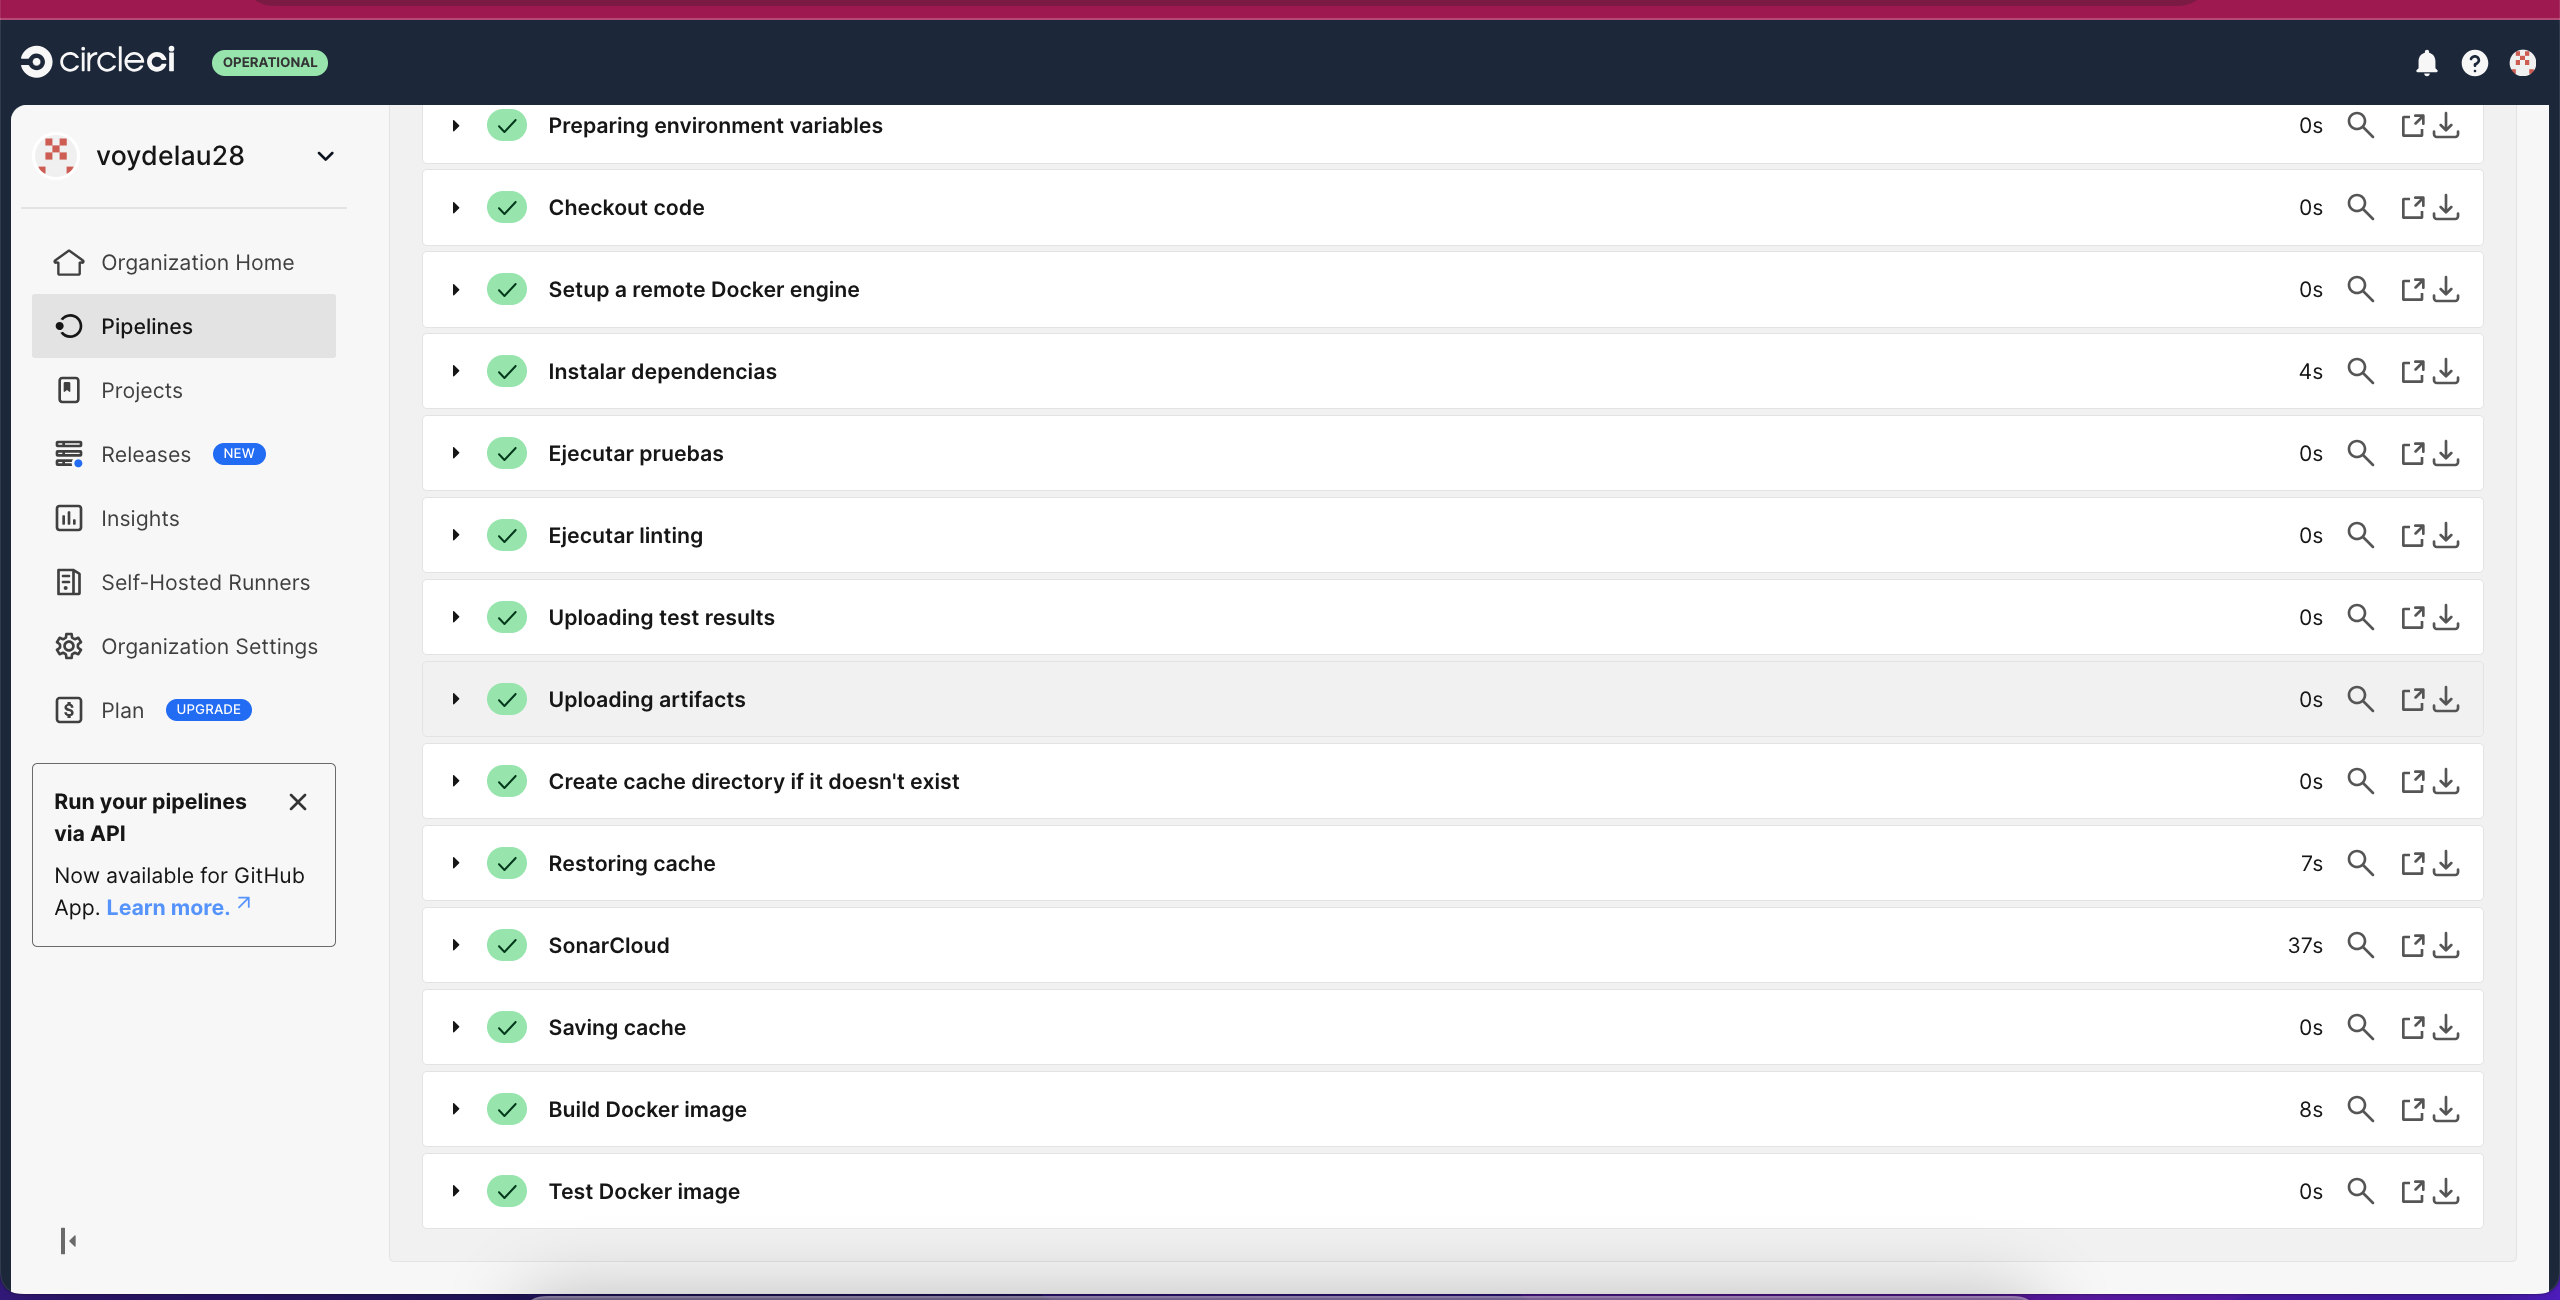 circleci OPERATIONAL
voydelau28
Organization Home
Pipelines
Projects
Releases NEW
Insights
Self-Hosted Runners
Organization Settings
Plan UPGRADE
Run your pipelines
via API
Now available for GitHub
App. Learn more.
Preparing environment variables 0s
Checkout code 0s
Setup a remote Docker engine 0s
Instalar dependencias 4s
Ejecutar pruebas 0s
Ejecutar linting 0s
Uploading test results 0s
Uploading artifacts 0s
Create cache directory if it doesn't exist 0s
Restoring cache 7s
SonarCloud 37s
Saving cache 0s
Build Docker image 8s
Test Docker image 0s